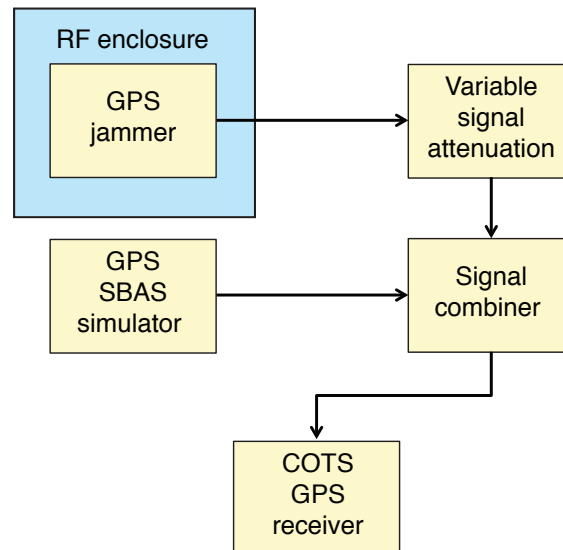 RF enclosure
GPS
jammer
Variable
signal
attenuation
GPS
SBAS
simulator
Signal
combiner
COTS
GPS
receiver